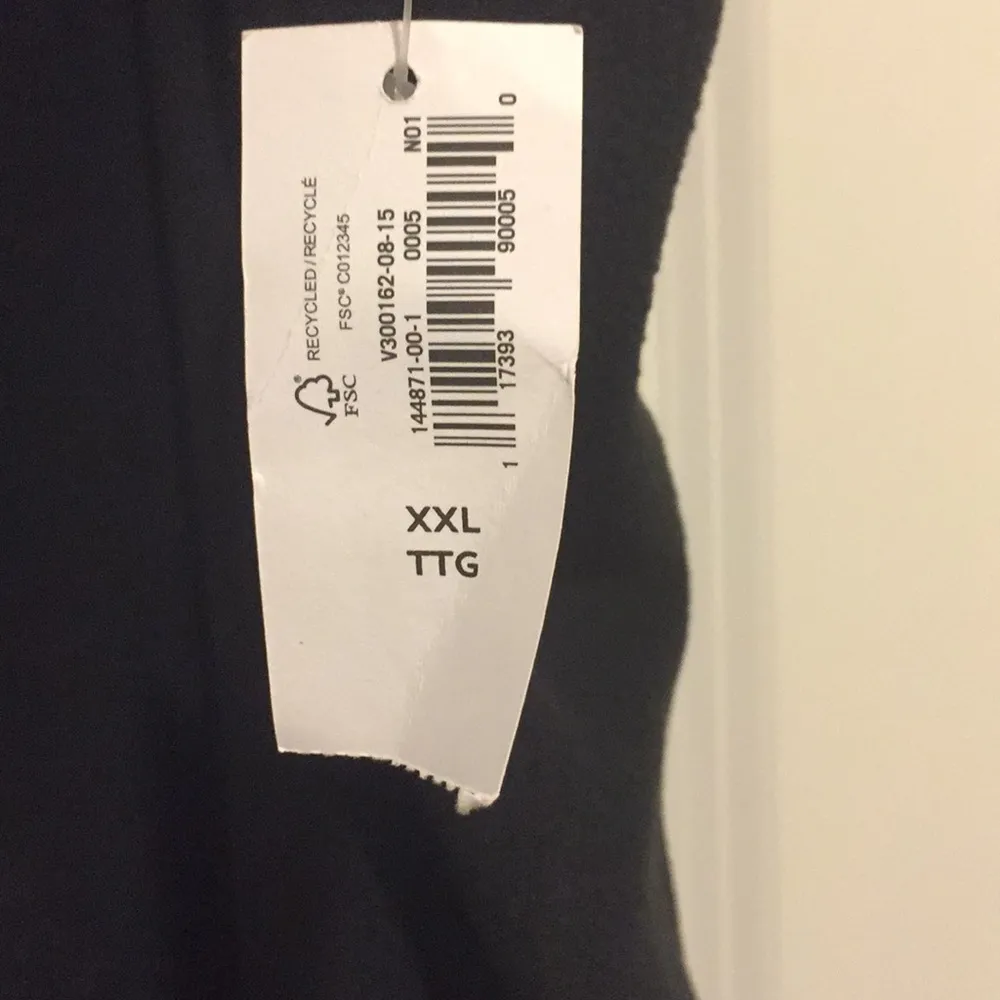 RECYCLED / RECYCLÉ
FSC® C012345
FSC
V300162-08-15
144871-00-1 0005 N01
1 17393 90005 0
XXL
TTG